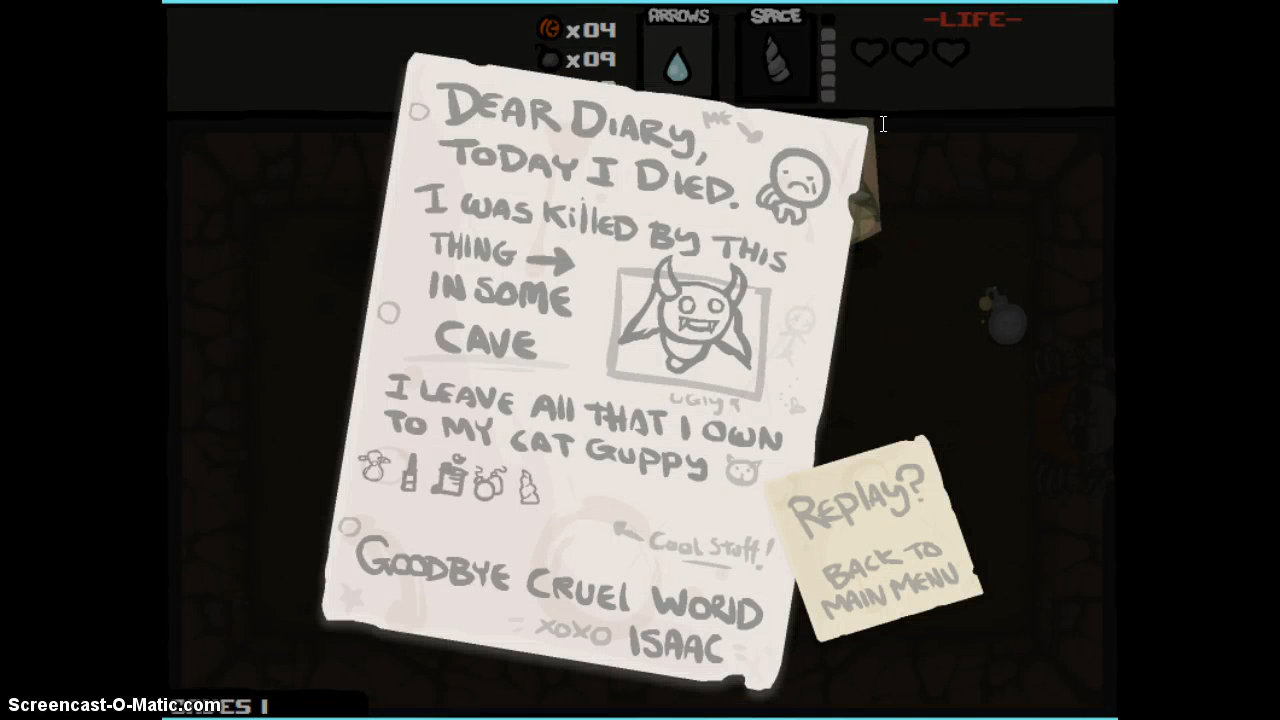 x04
x09
ARROWS
SPACE
-LIFE-
DEAR DIARY,
TODAY I DIED.
ME
I WAS KILLED BY THIS
THING →
IN SOME
CAVE
UGLY
I LEAVE ALL THAT I OWN
TO MY CAT GUPPY
COOL STUFF!
GOODBYE CRUEL WORLD
XOXO ISAAC
REPLAY?
BACK TO
MAIN MENU
Screencast-O-Matic.com